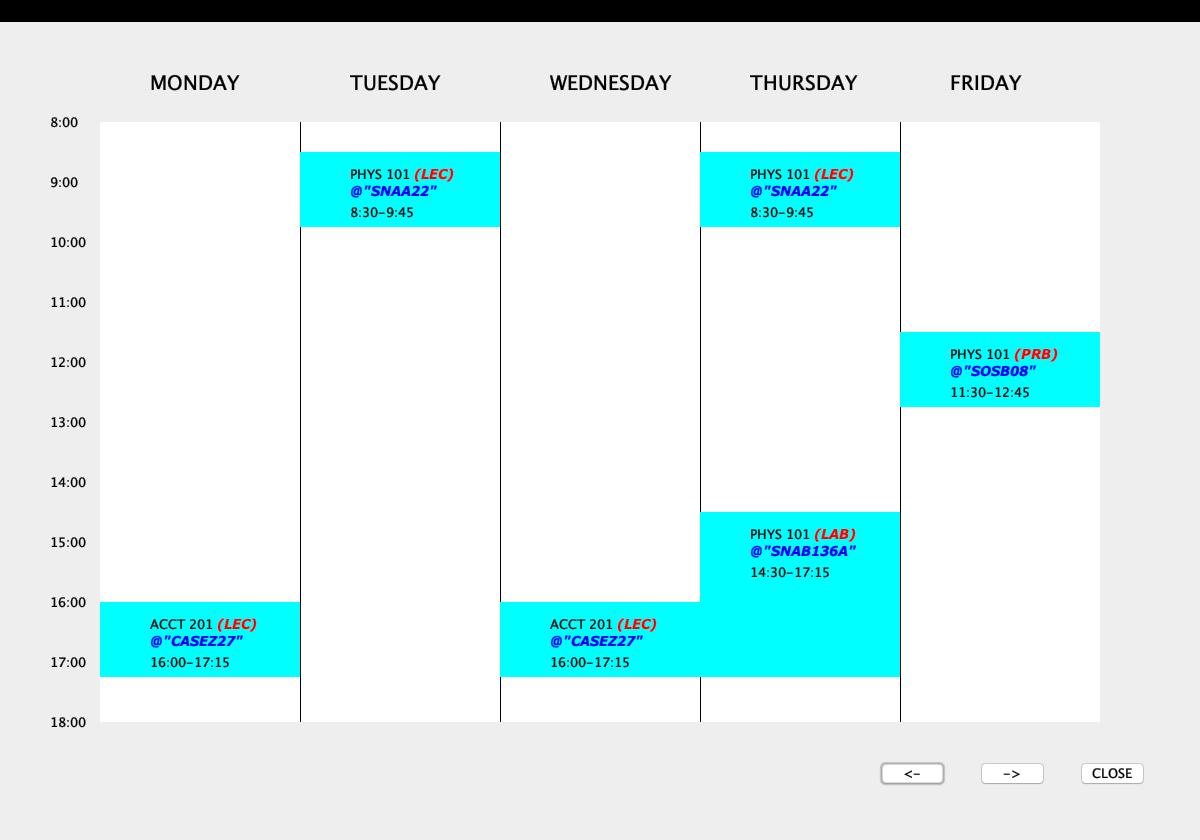 MONDAY TUESDAY WEDNESDAY THURSDAY FRIDAY
8:00
PHYS 101 (LEC)
@"SNAA22"
8:30-9:45
PHYS 101 (LEC)
@"SNAA22"
8:30-9:45
9:00
10:00
11:00
PHYS 101 (PRB)
@"SOSB08"
11:30-12:45
12:00
13:00
14:00
PHYS 101 (LAB)
@"SNAB136A"
14:30-17:15
15:00
16:00
ACCT 201 (LEC)
@"CASEZ27"
16:00-17:15
ACCT 201 (LEC)
@"CASEZ27"
16:00-17:15
17:00
18:00
<- -> CLOSE